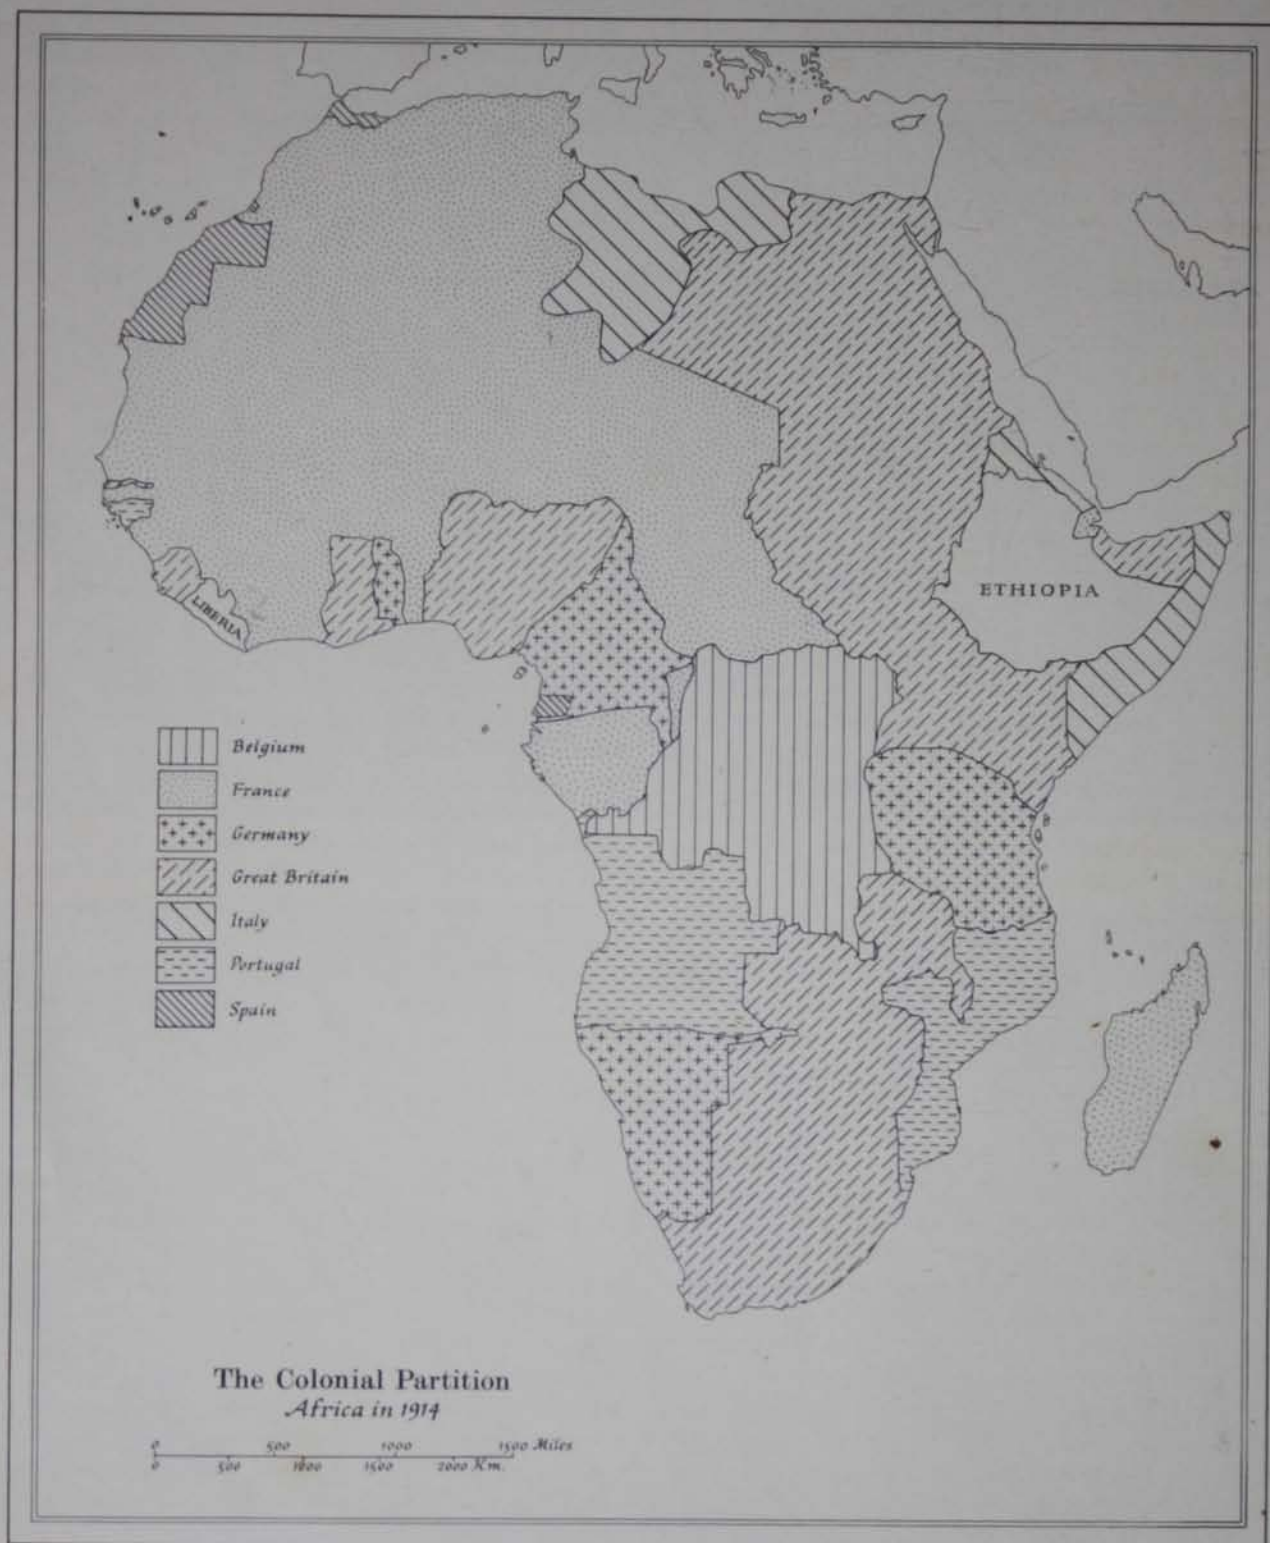 ETHIOPIA
LIBERIA
Belgium
France
Germany
Great Britain
Italy
Portugal
Spain
The Colonial Partition
Africa in 1914
0 500 1000 1500 Miles
0 500 1000 1500 2000 Km.